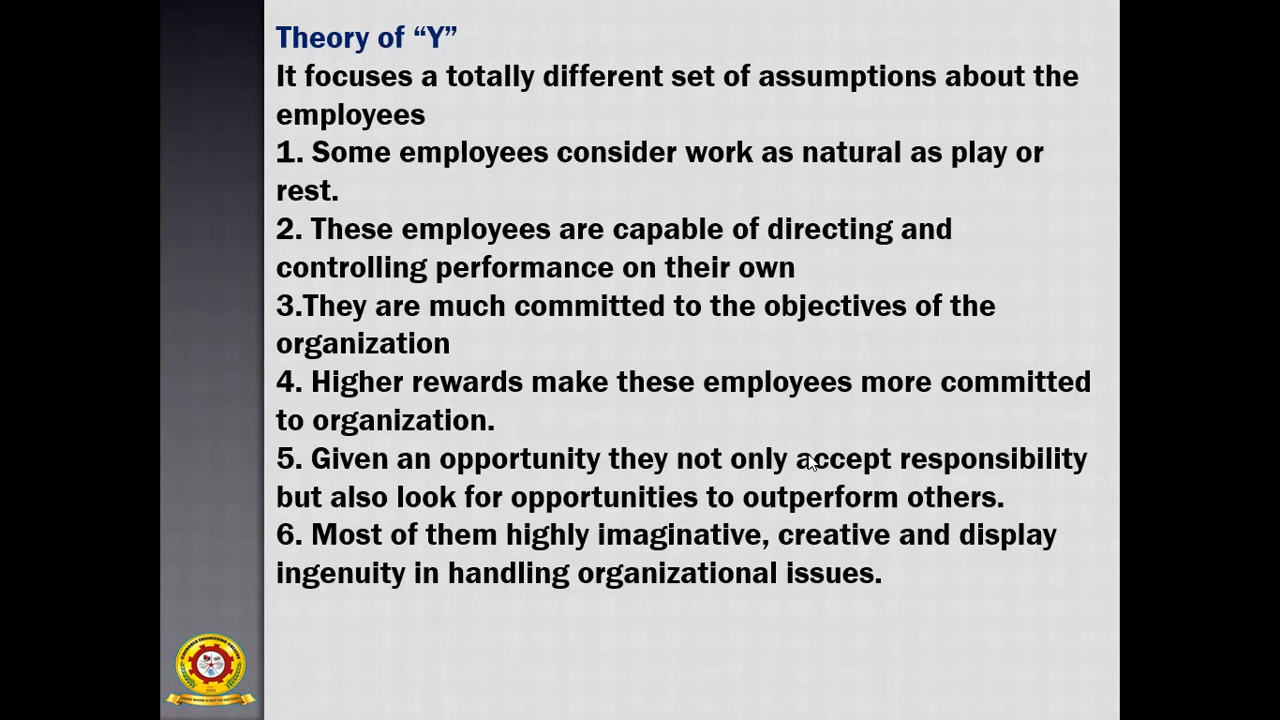 Theory of “Y”
It focuses a totally different set of assumptions about the
employees
1. Some employees consider work as natural as play or
rest.
2. These employees are capable of directing and
controlling performance on their own
3.They are much committed to the objectives of the
organization
4. Higher rewards make these employees more committed
to organization.
5. Given an opportunity they not only accept responsibility
but also look for opportunities to outperform others.
6. Most of them highly imaginative, creative and display
ingenuity in handling organizational issues.